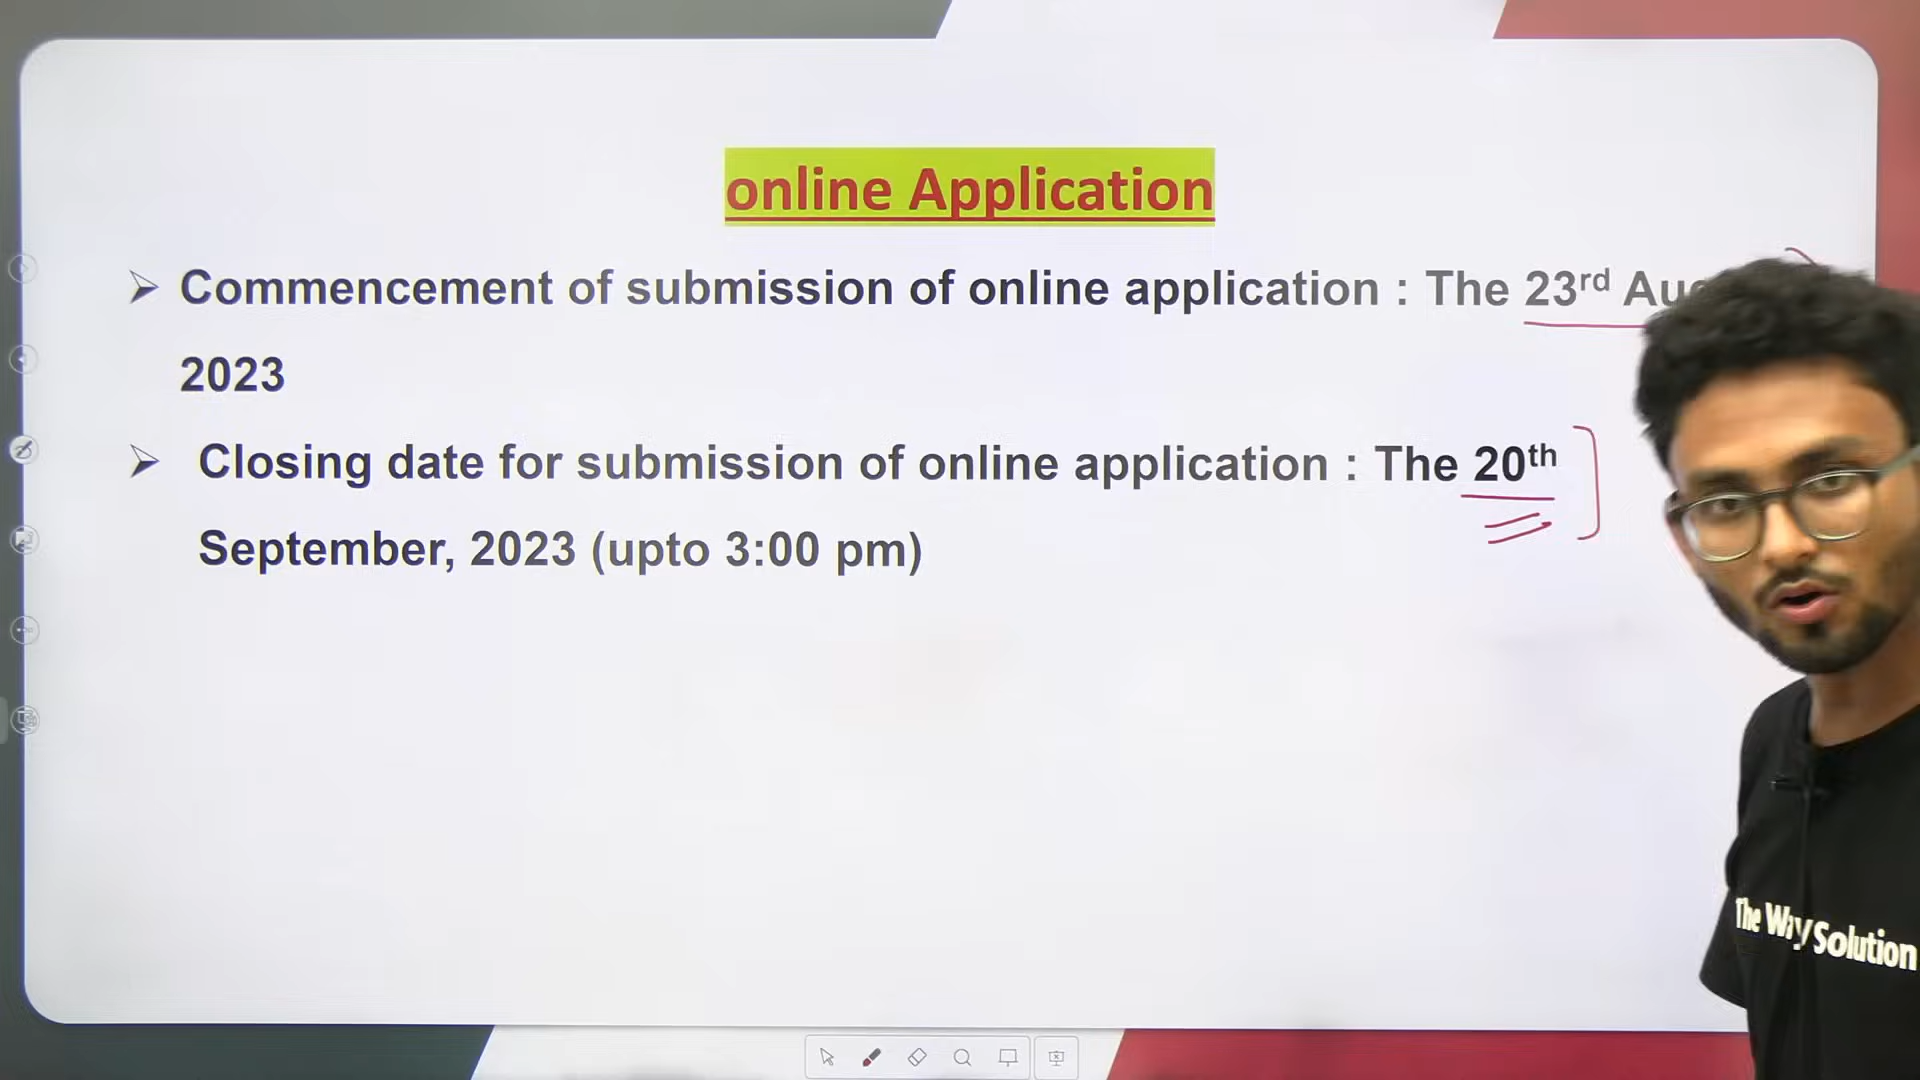 online Application
➢ Commencement of submission of online application : The 23rd
2023
➢ Closing date for submission of online application : The 20th
September, 2023 (upto 3:00 pm)
The Way Solution